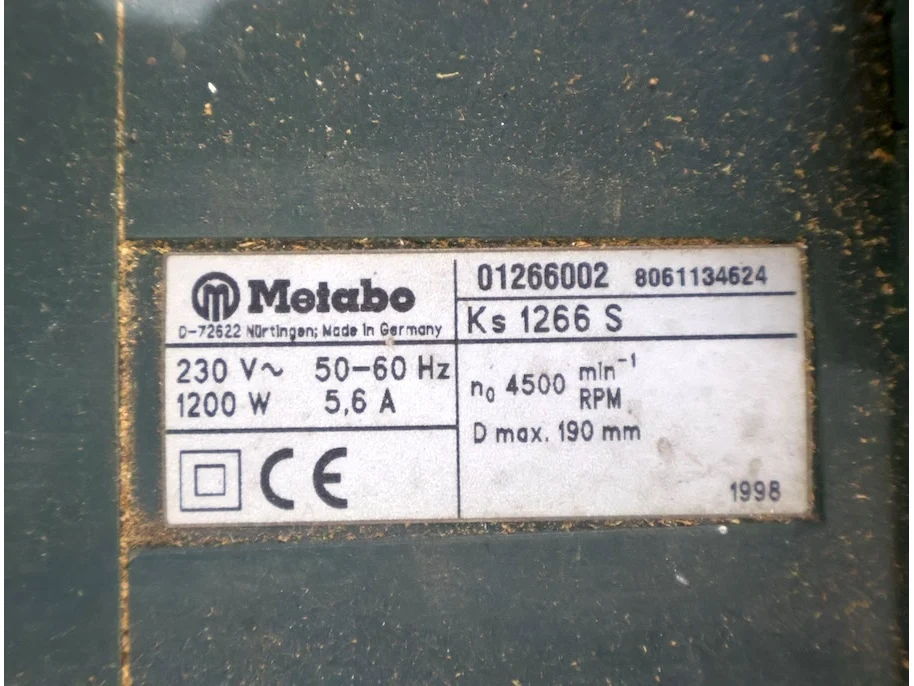 Metabo
D-72622 Nürtingen; Made in Germany
01266002 8061134624
Ks 1266 S
230 V~ 50-60 Hz
1200 W 5,6 A
n₀ 4500 min⁻¹
RPM
D max. 190 mm
CE
1998